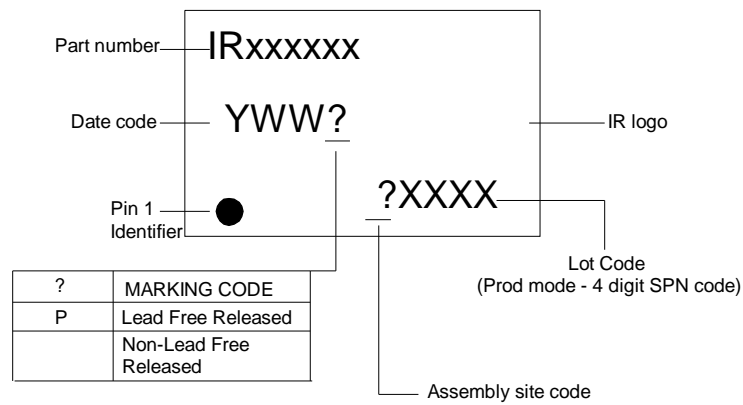 Part number
IRxxxxxx
Date code
YWW?
IR logo
?XXXX
Pin 1
Identifier
Lot Code
(Prod mode - 4 digit SPN code)
? MARKING CODE
P Lead Free Released
Non-Lead Free
Released
Assembly site code